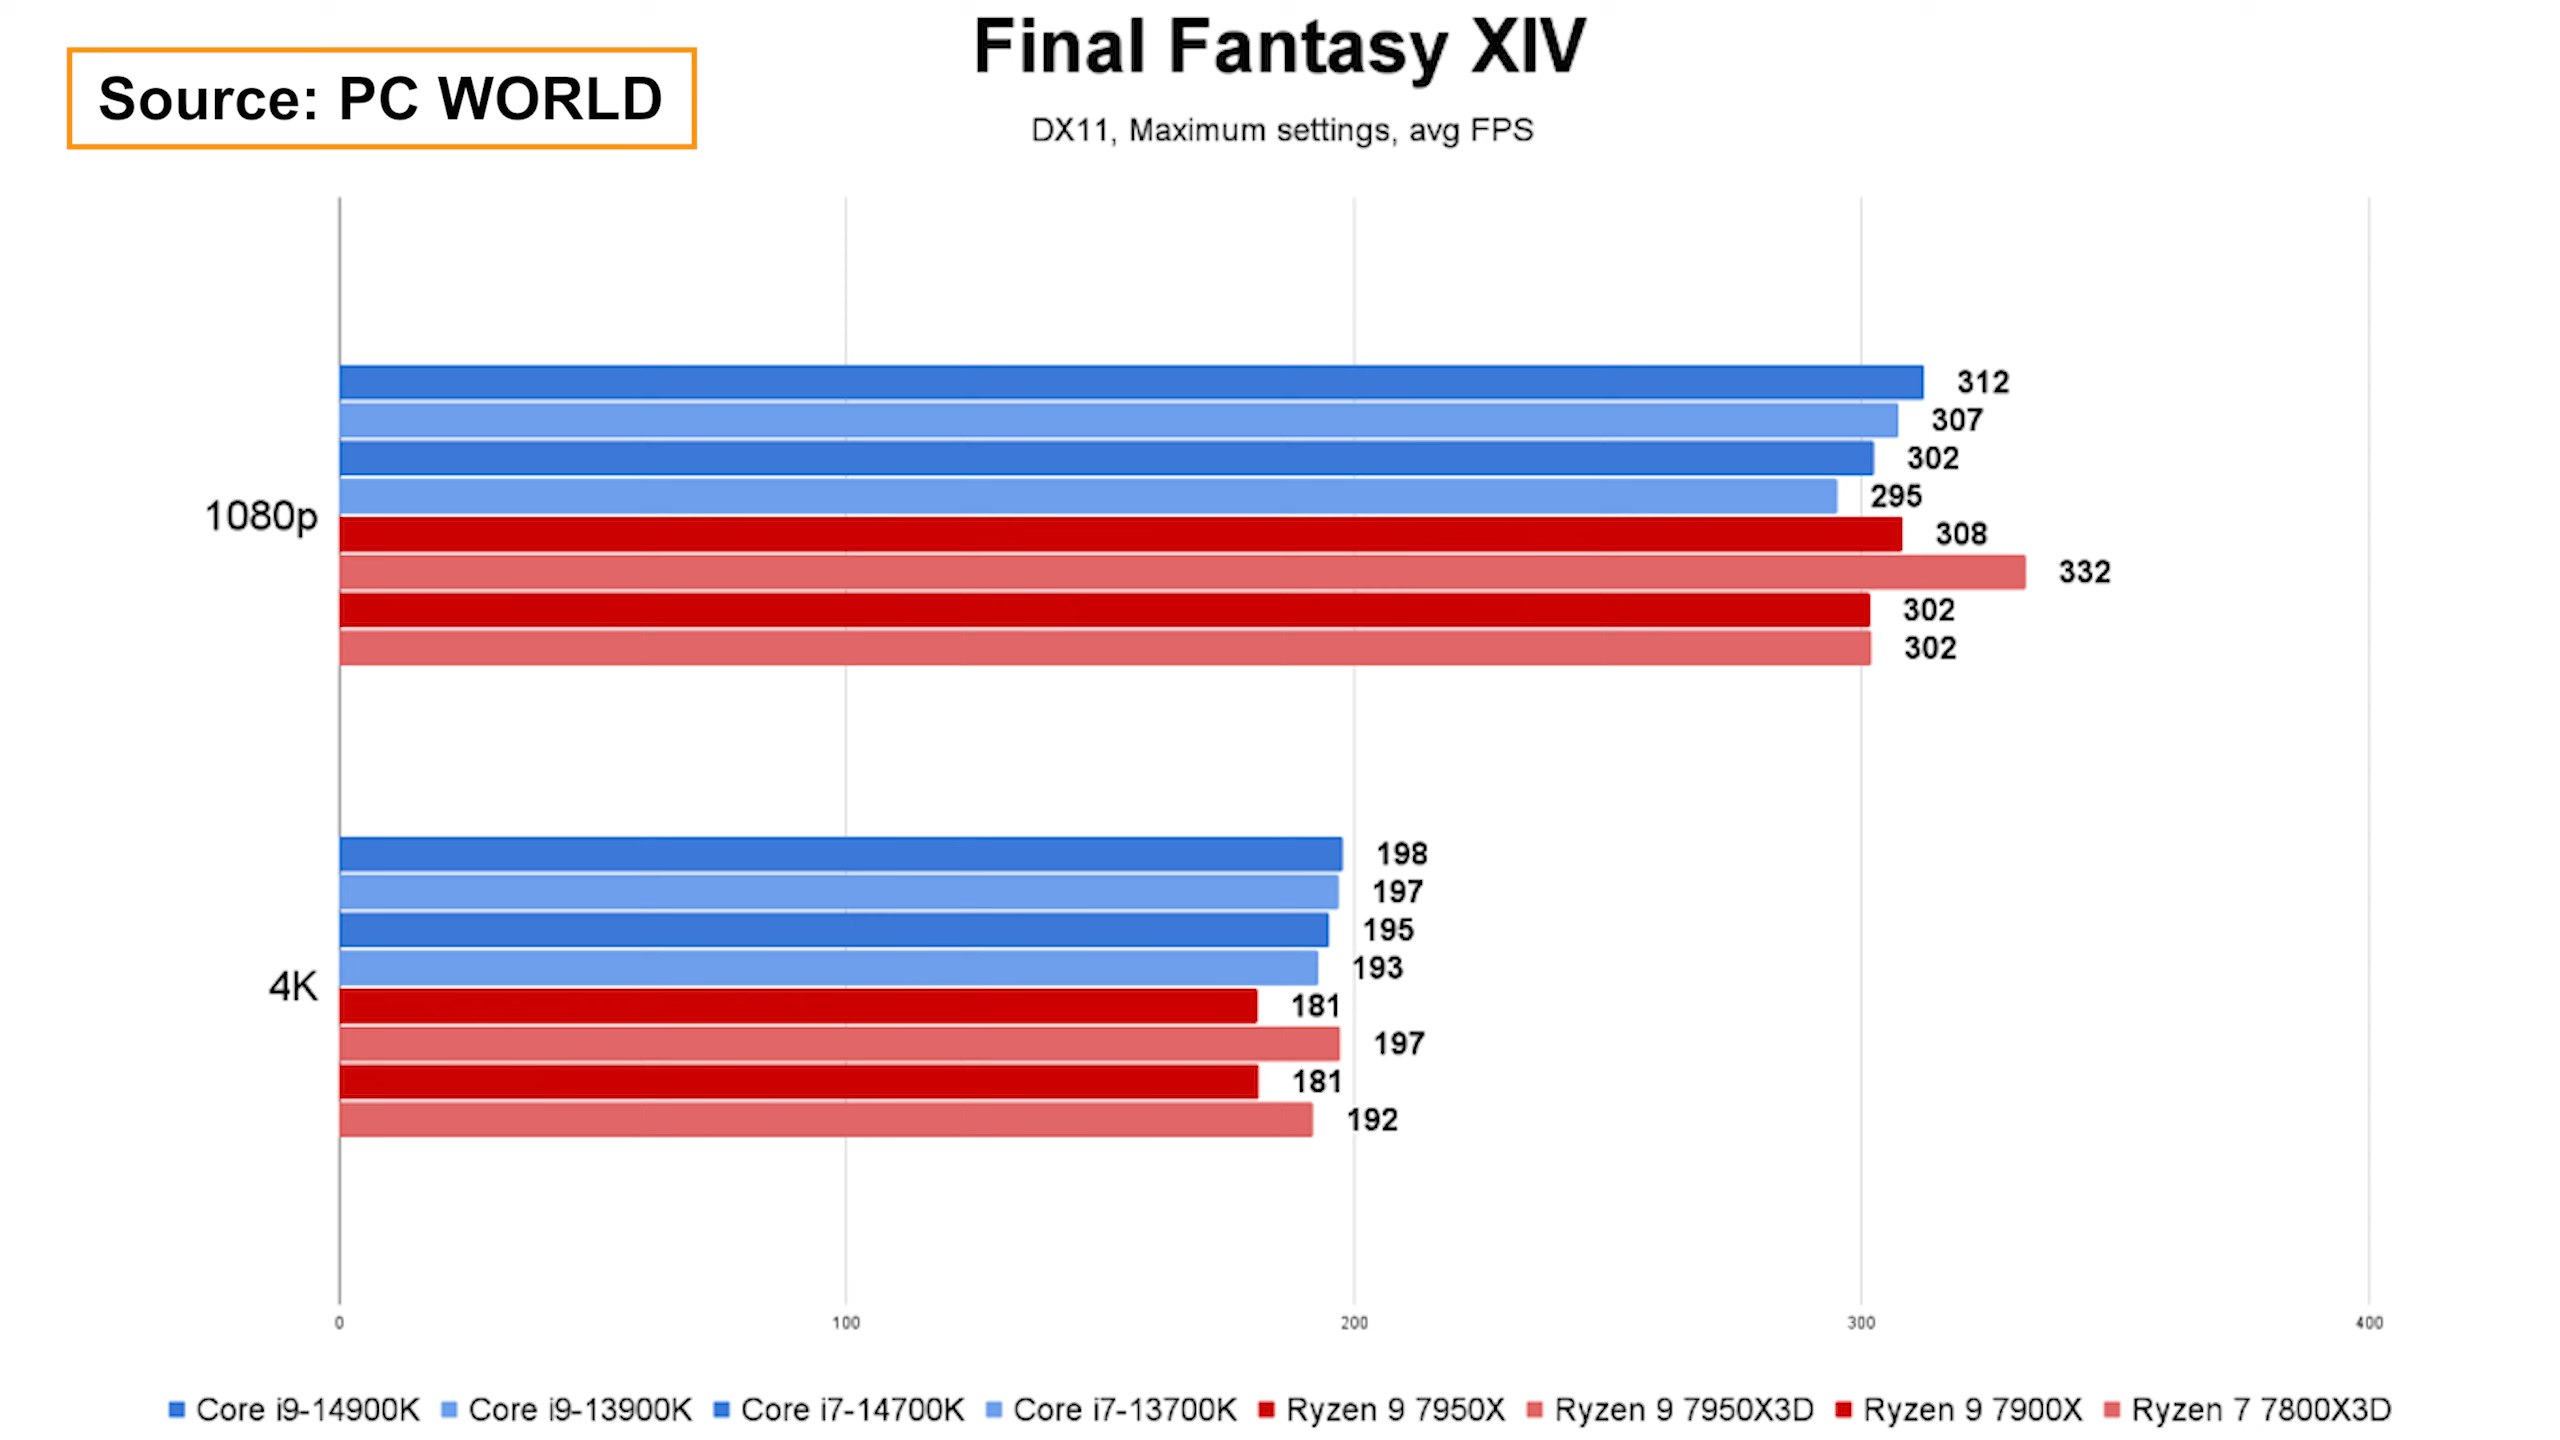 Final Fantasy XIV
Source: PC WORLD
DX11, Maximum settings, avg FPS
1080p
312
307
302
295
308
332
302
302
4K
198
197
195
193
181
197
181
192
0 100 200 300 400
Core i9-14900K Core i9-13900K Core i7-14700K Core i7-13700K Ryzen 9 7950X Ryzen 9 7950X3D Ryzen 9 7900X Ryzen 7 7800X3D